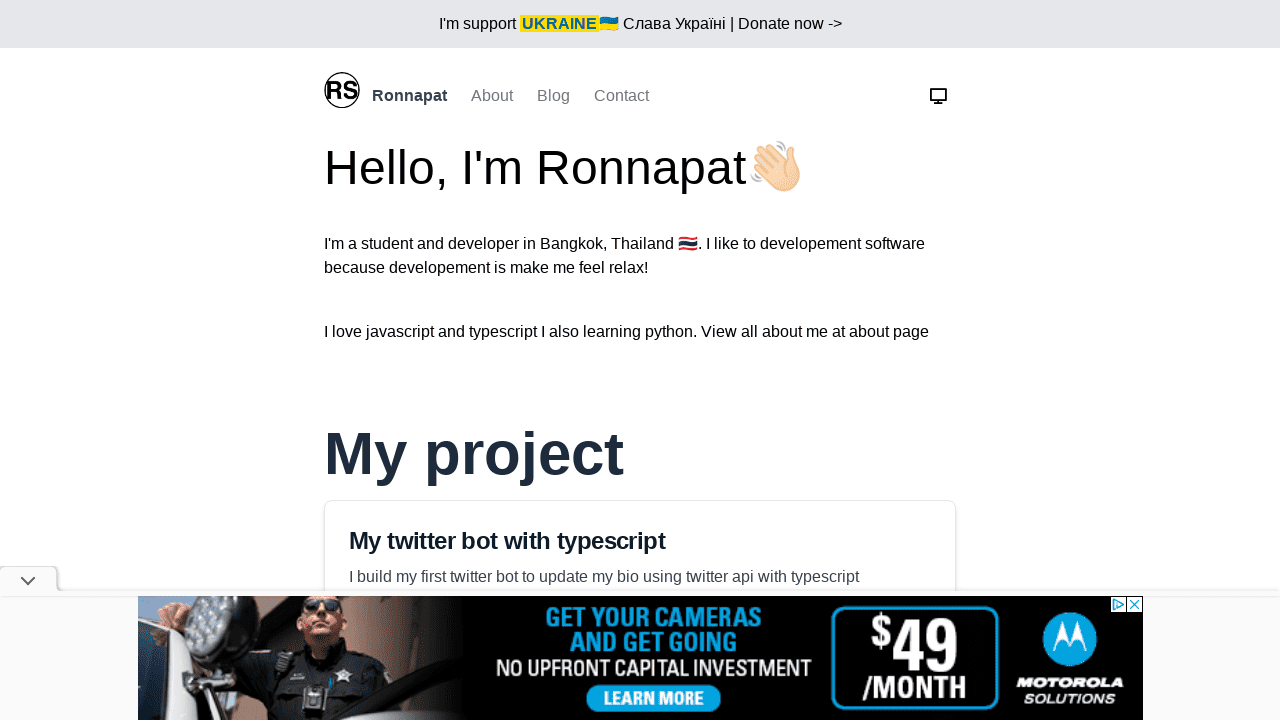 I'm support UKRAINE🇺🇦 Слава Україні | Donate now ->
RS
Ronnapat About Blog Contact
Hello, I'm Ronnapat👋🏻
I'm a student and developer in Bangkok, Thailand 🇹🇭. I like to developement software
because developement is make me feel relax!
I love javascript and typescript I also learning python. View all about me at about page
My project
My twitter bot with typescript
I build my first twitter bot to update my bio using twitter api with typescript
GET YOUR CAMERAS
AND GET GOING
NO UPFRONT CAPITAL INVESTMENT
LEARN MORE
$49
/MONTH
MOTOROLA
SOLUTIONS